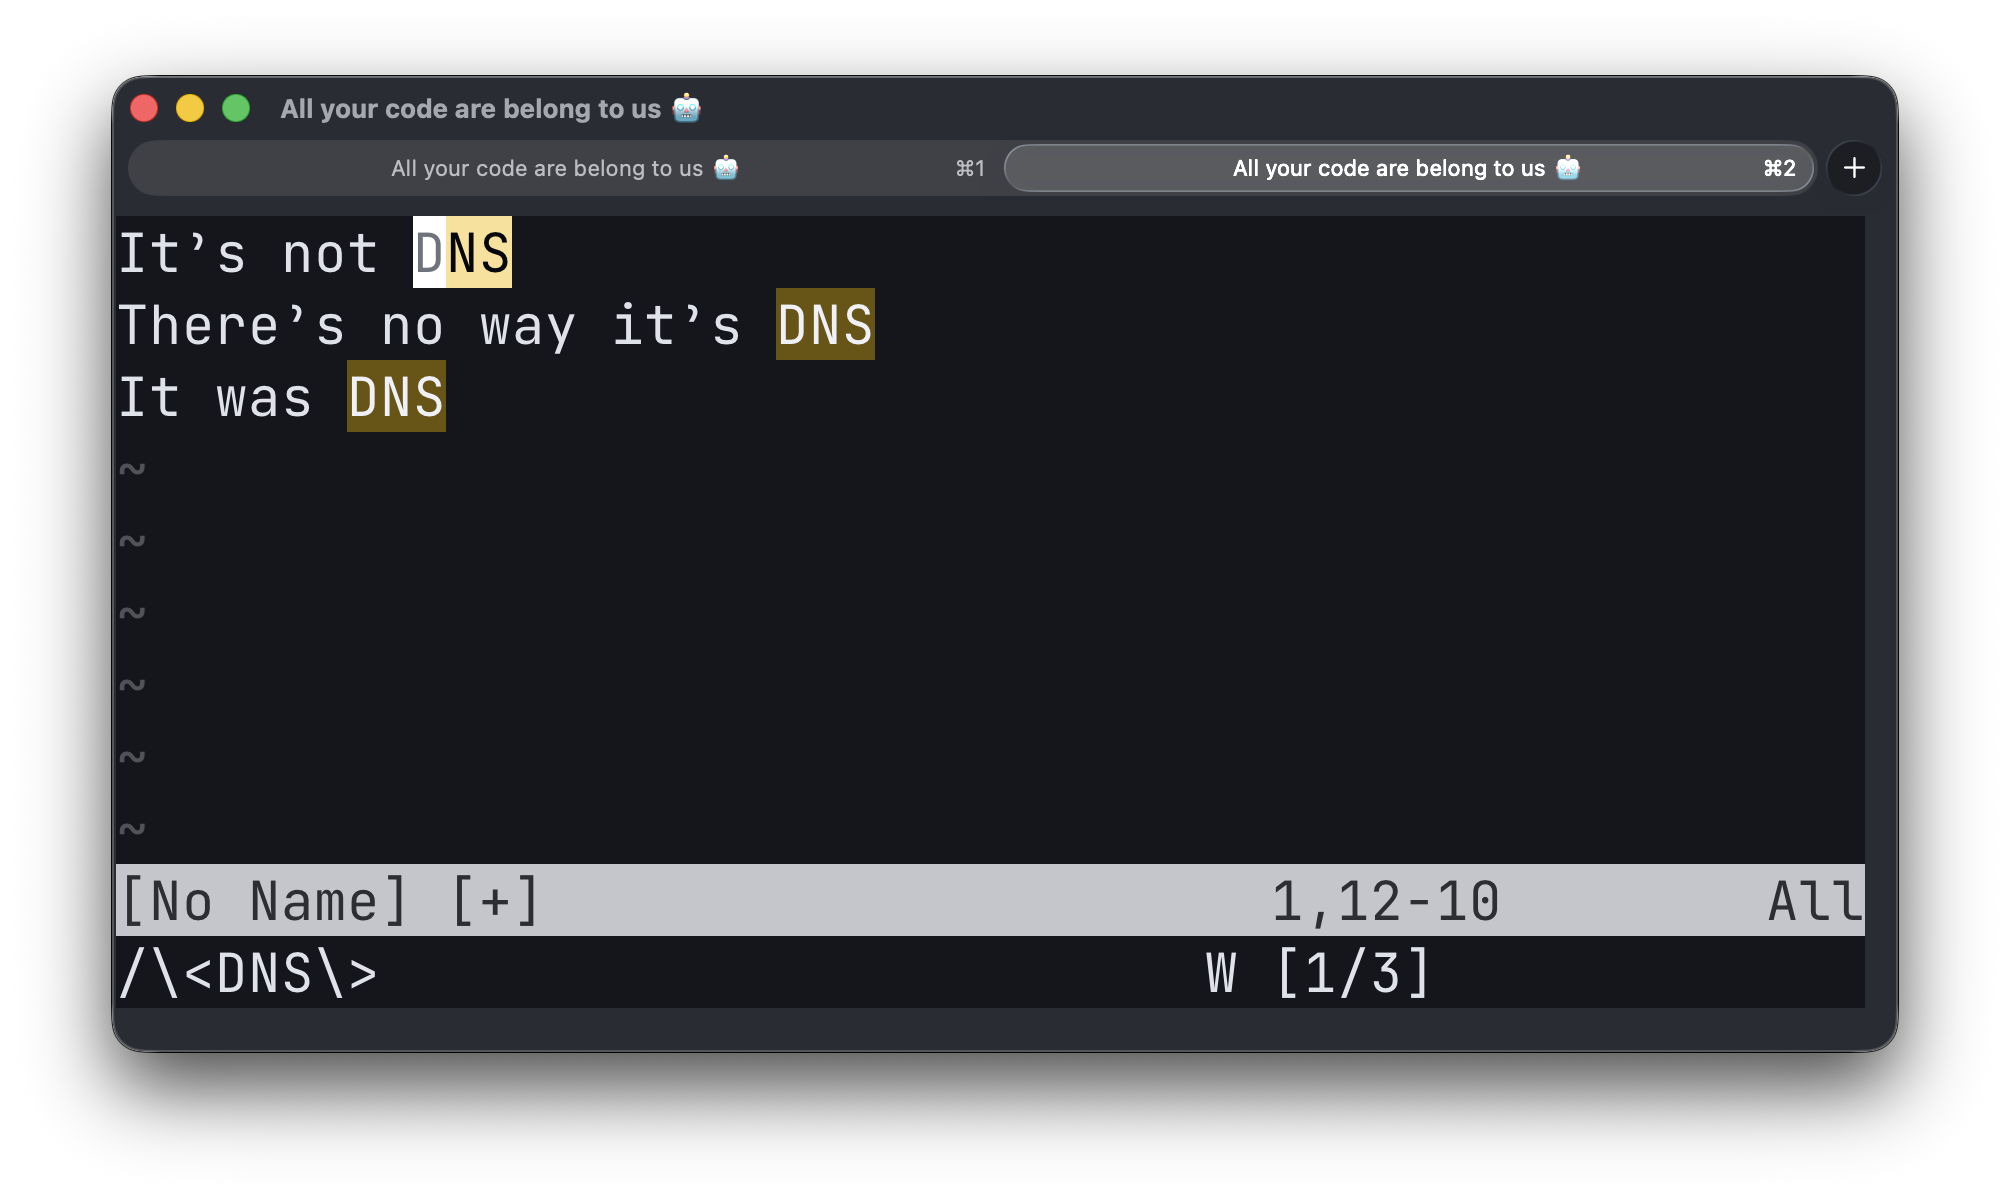 All your code are belong to us 🤖
All your code are belong to us 🤖 ⌘1 All your code are belong to us 🤖 ⌘2 +
It’s not DNS
There’s no way it’s DNS
It was DNS
~
~
~
~
~
~
[No Name] [+] 1,12-10 All
/\<DNS\> W [1/3]